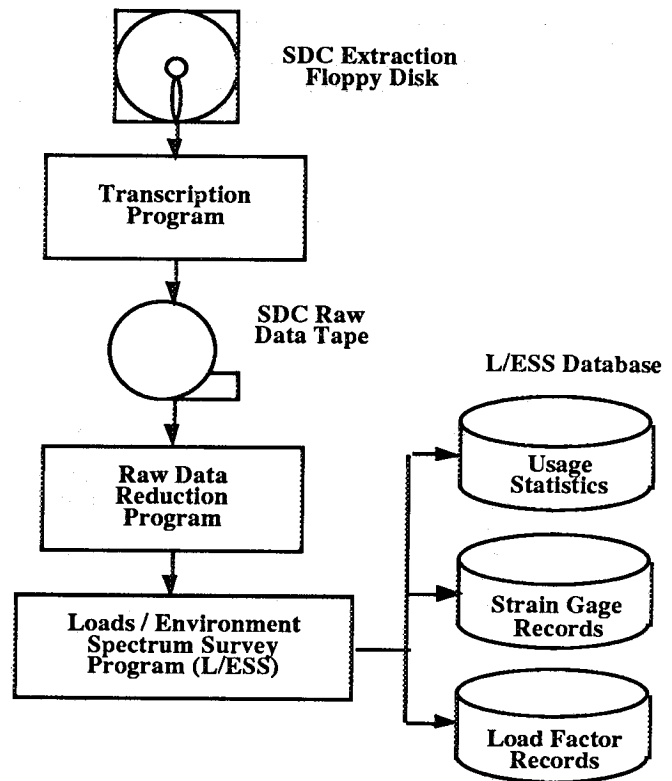 SDC Extraction
Floppy Disk
Transcription
Program
SDC Raw
Data Tape
L/ESS Database
Raw Data
Reduction
Program
Usage
Statistics
Loads / Environment
Spectrum Survey
Program (L/ESS)
Strain Gage
Records
Load Factor
Records